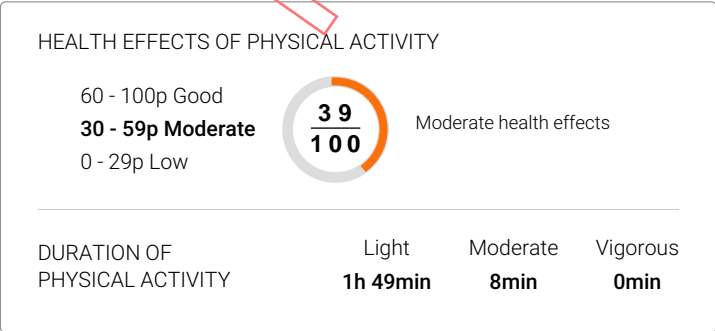 HEALTH EFFECTS OF PHYSICAL ACTIVITY
60 - 100p Good
30 - 59p Moderate
0 - 29p Low
39
100
Moderate health effects
DURATION OF
PHYSICAL ACTIVITY
Light
Moderate
Vigorous
1h 49min
8min
0min